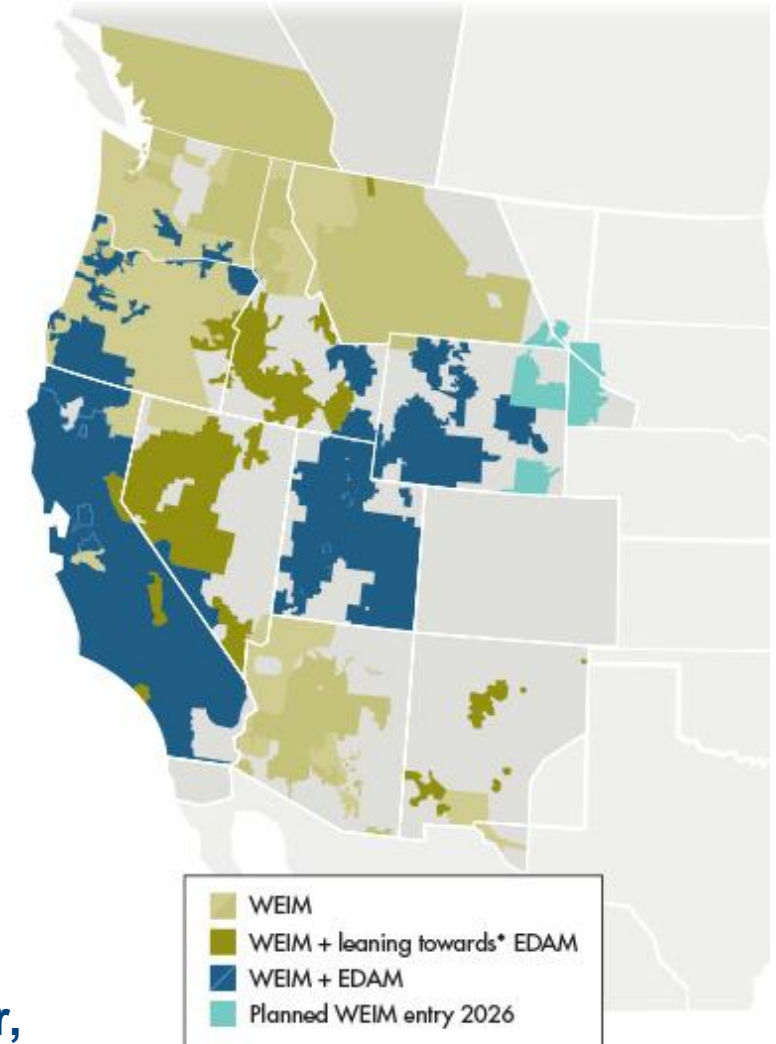 WEIM
WEIM + leaning towards* EDAM
WEIM + EDAM
Planned WEIM entry 2026
r,